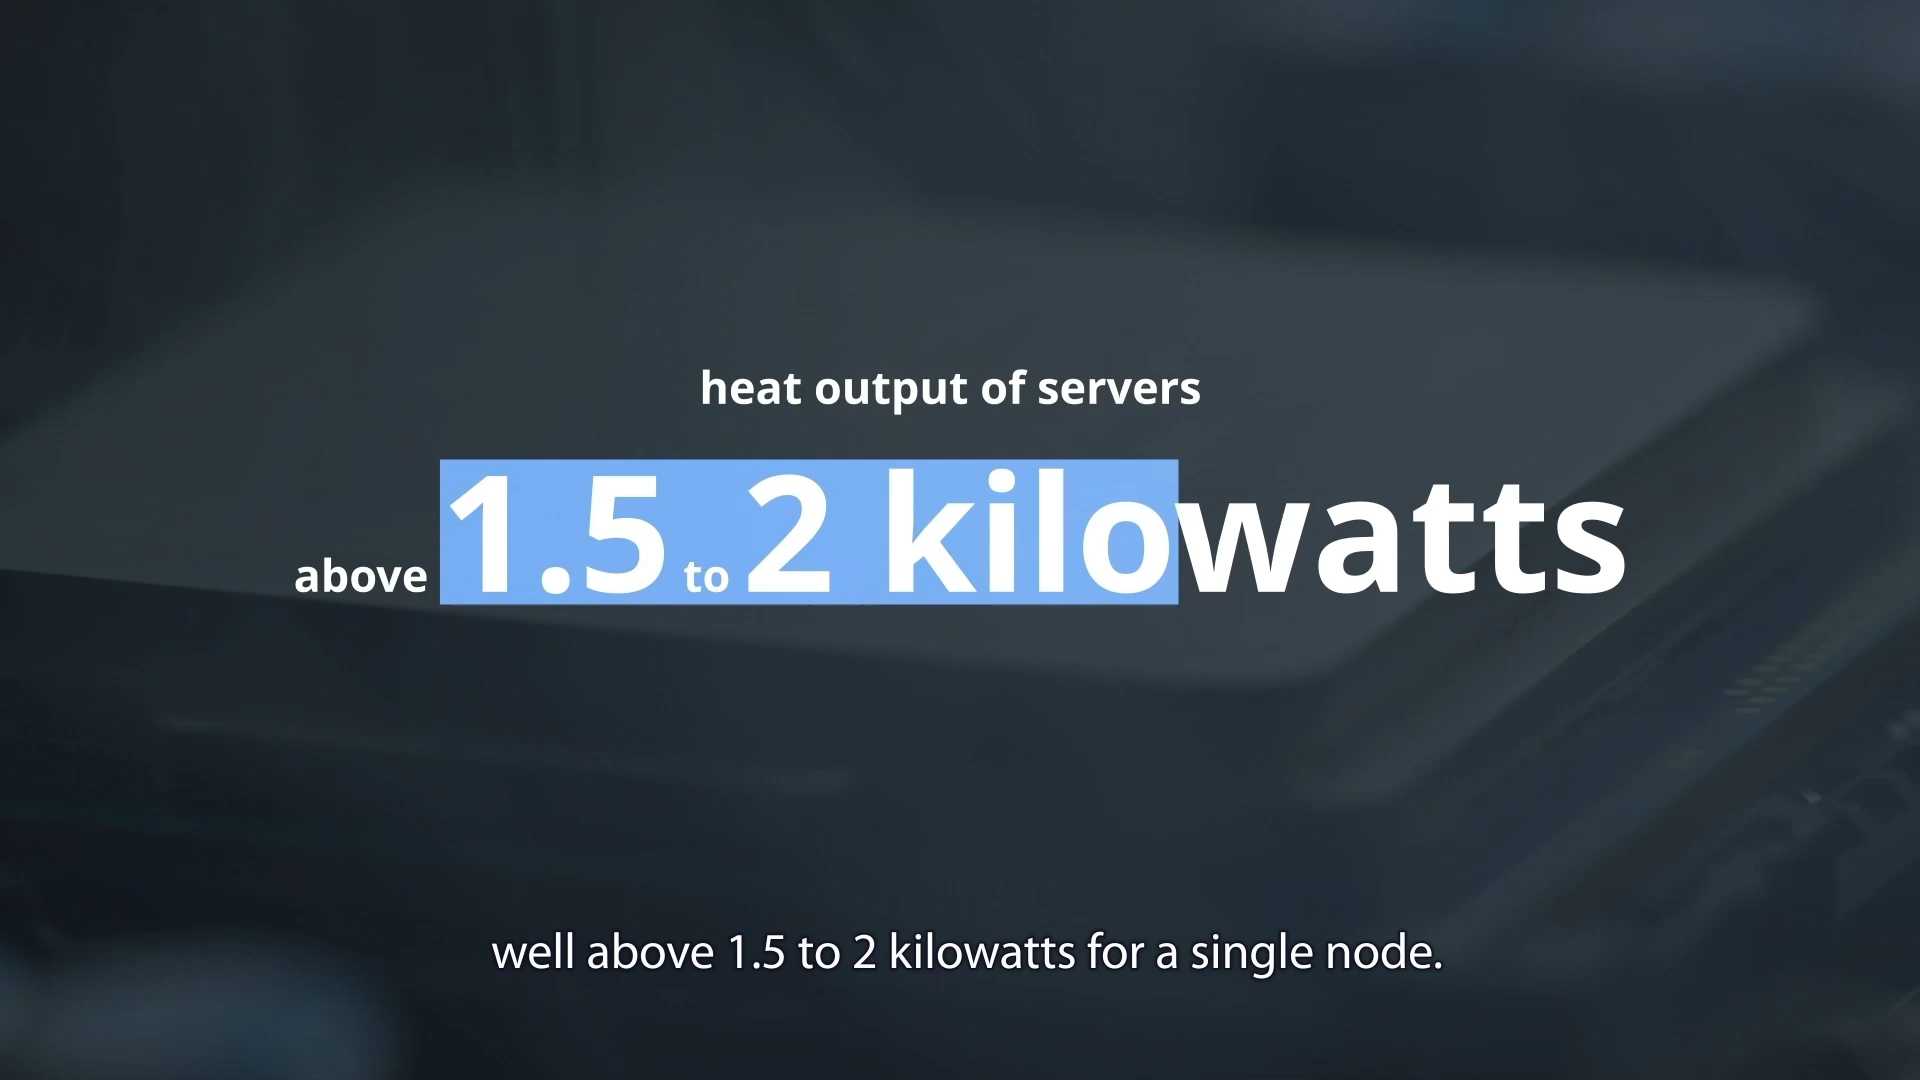 heat output of servers
above 1.5 to 2 kilowatts
well above 1.5 to 2 kilowatts for a single node.